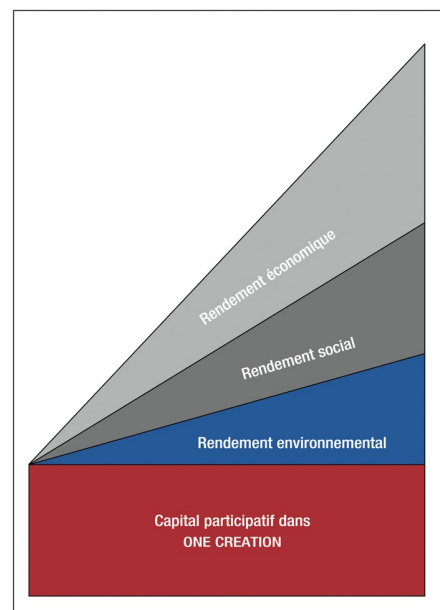 Rendement économique
Rendement social
Rendement environnemental
Capital participatif dans
ONE CREATION